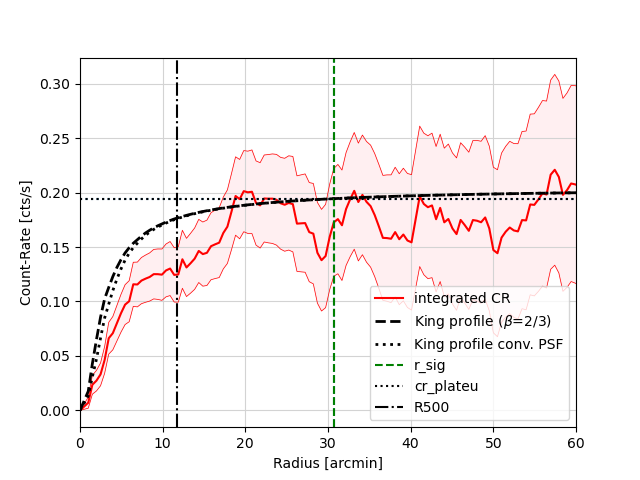 0.30
0.25
0.20
0.15
0.10
0.05
0.00
Count-Rate [cts/s]
integrated CR
King profile (β=2/3)
King profile conv. PSF
r_sig
cr_plateu
R500
0 10 20 30 40 50 60
Radius [arcmin]